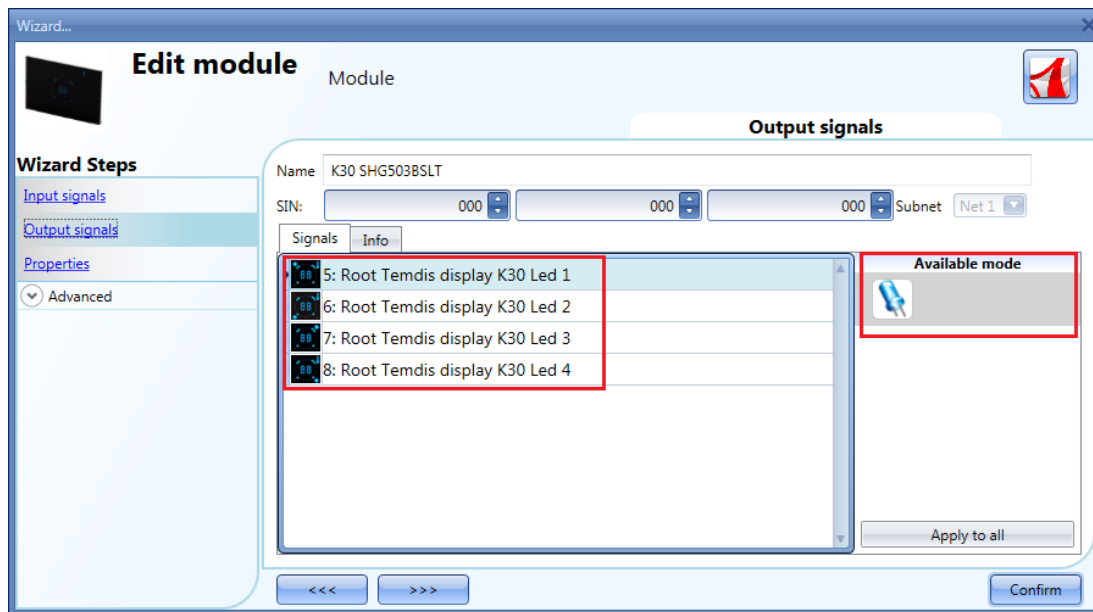 Wizard...
Edit module
Module
Output signals
Wizard Steps
Input signals
Output signals
Properties
Advanced
Name K30 SHG503BSLT
SIN: 000 000 000 Subnet Net 1
Signals Info
5: Root Temdis display K30 Led 1
6: Root Temdis display K30 Led 2
7: Root Temdis display K30 Led 3
8: Root Temdis display K30 Led 4
Available mode
Apply to all
<<< >>> Confirm